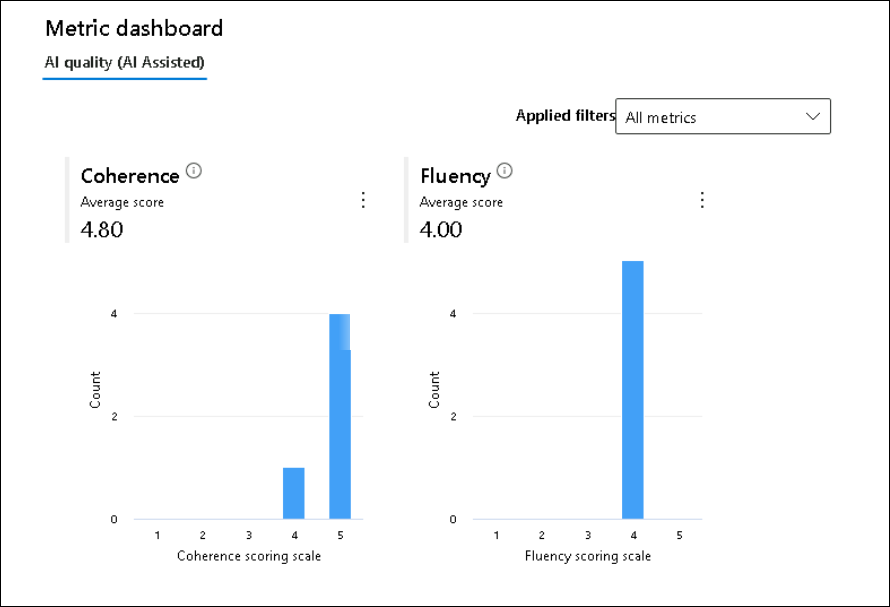 Metric dashboard
AI quality (AI Assisted)
Applied filters
All metrics
Coherence
Average score
4.80
4
2
0
Count
1 2 3 4 5
Coherence scoring scale
Fluency
Average score
4.00
4
2
0
Count
1 2 3 4 5
Fluency scoring scale